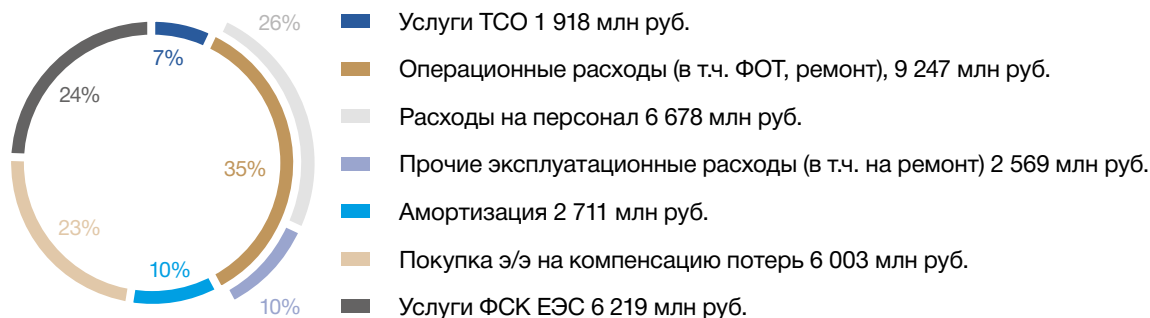 26%
7%
24%
35%
23%
10%
10%
Услуги ТСО 1 918 млн руб.
Операционные расходы (в т.ч. ФОТ, ремонт), 9 247 млн руб.
Расходы на персонал 6 678 млн руб.
Прочие эксплуатационные расходы (в т.ч. на ремонт) 2 569 млн руб.
Амортизация 2 711 млн руб.
Покупка э/э на компенсацию потерь 6 003 млн руб.
Услуги ФСК ЕЭС 6 219 млн руб.